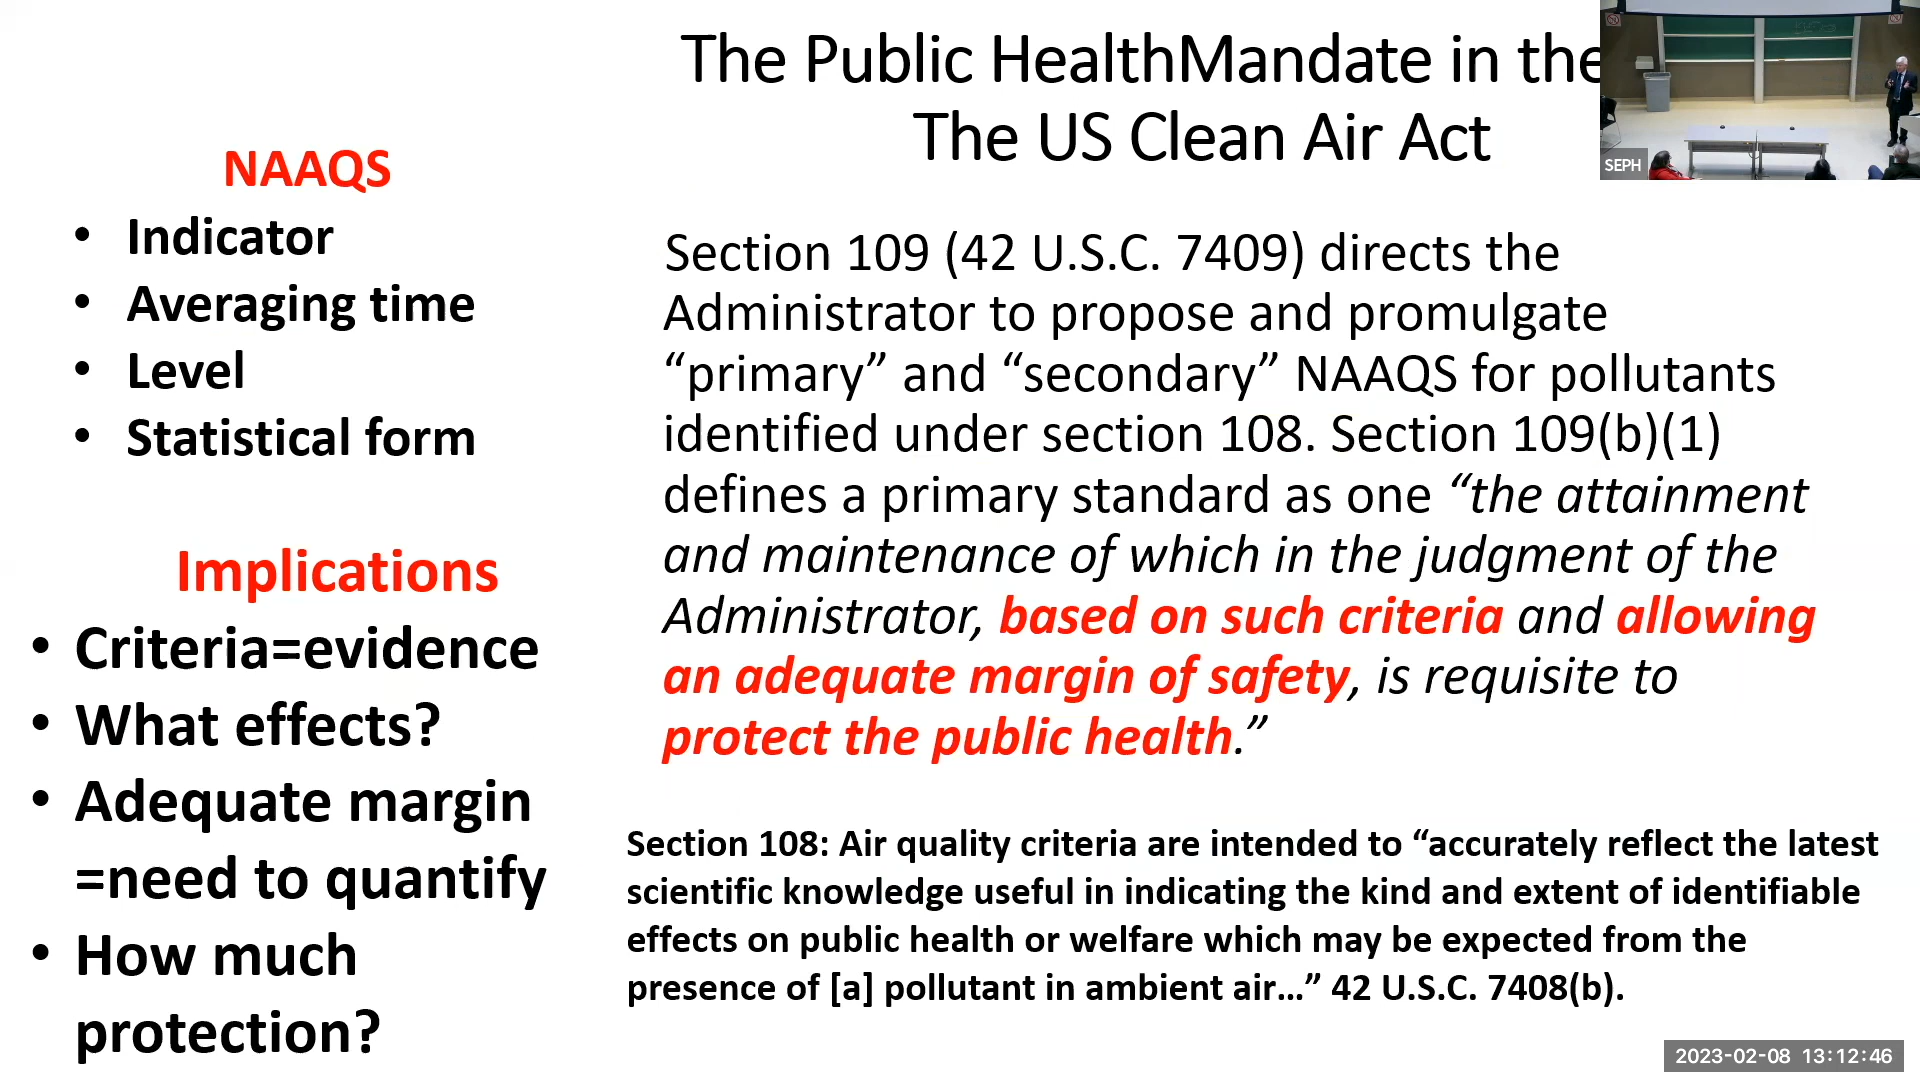 The Public HealthMandate in the
The US Clean Air Act
NAAQS
• Indicator
• Averaging time
• Level
• Statistical form
Implications
• Criteria=evidence
• What effects?
• Adequate margin
=need to quantify
• How much
protection?
Section 109 (42 U.S.C. 7409) directs the
Administrator to propose and promulgate
“primary” and “secondary” NAAQS for pollutants
identified under section 108. Section 109(b)(1)
defines a primary standard as one “the attainment
and maintenance of which in the judgment of the
Administrator, based on such criteria and allowing
an adequate margin of safety, is requisite to
protect the public health.”
Section 108: Air quality criteria are intended to “accurately reflect the latest
scientific knowledge useful in indicating the kind and extent of identifiable
effects on public health or welfare which may be expected from the
presence of [a] pollutant in ambient air…” 42 U.S.C. 7408(b).
SEPH
2023-02-08 13:12:46